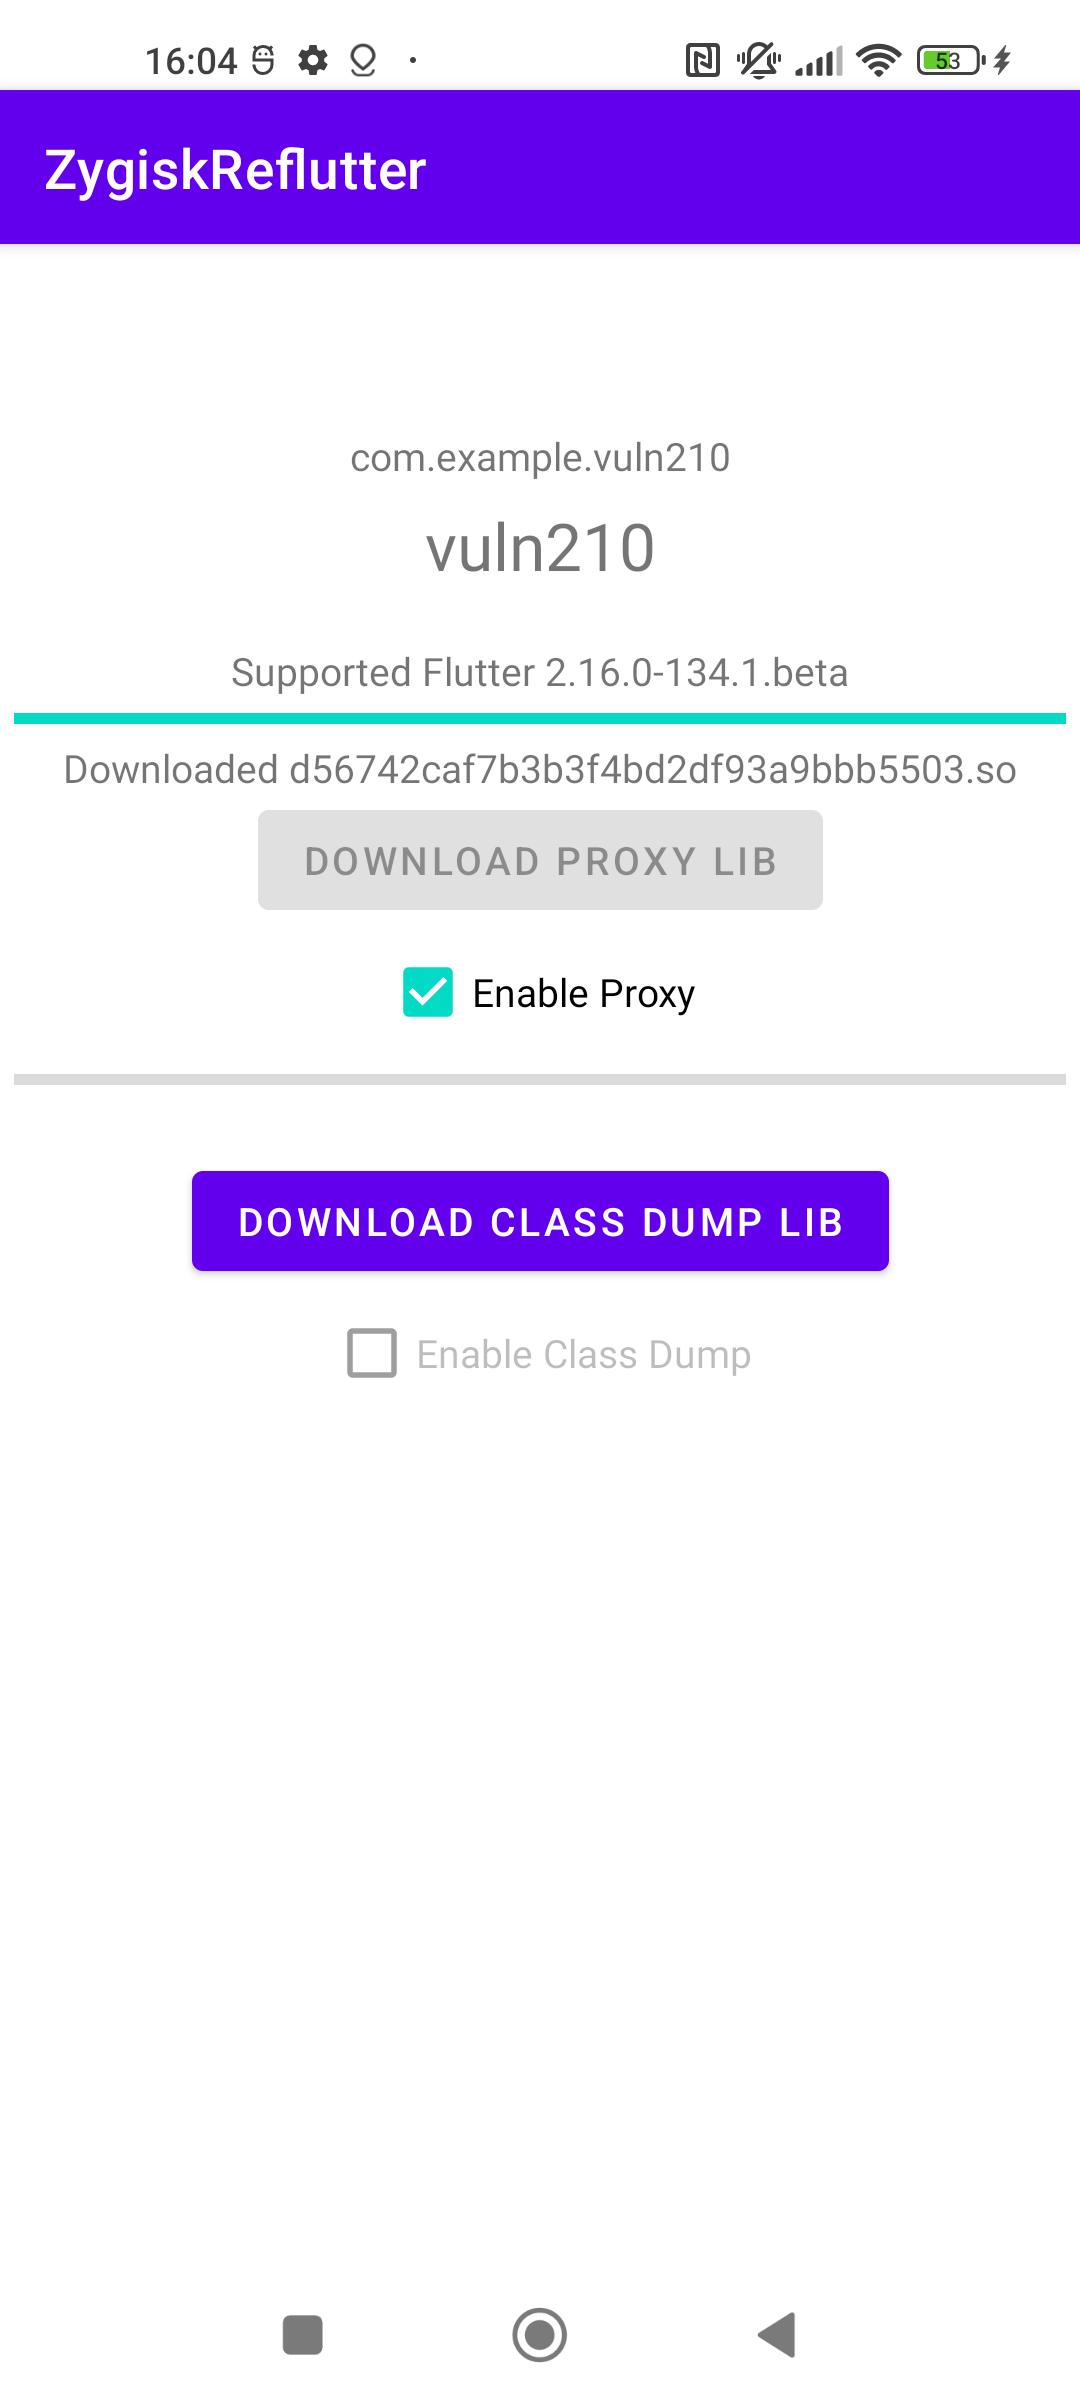 16:04
53
ZygiskReflutter
com.example.vuln210
vuln210
Supported Flutter 2.16.0-134.1.beta
Downloaded d56742caf7b3b3f4bd2df93a9bbb5503.so
DOWNLOAD PROXY LIB
Enable Proxy
DOWNLOAD CLASS DUMP LIB
Enable Class Dump